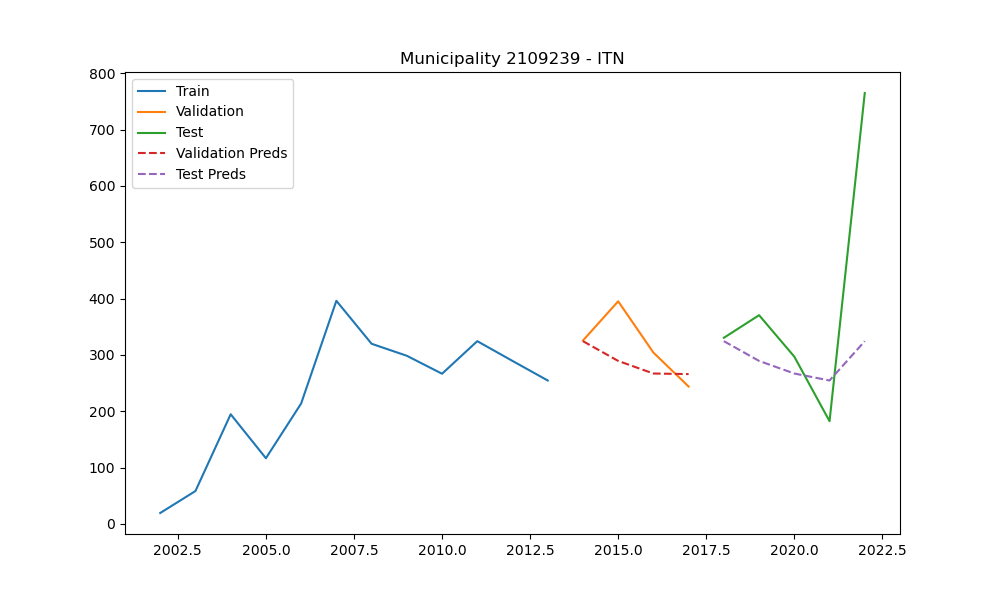 Municipality 2109239 - ITN
800
700
600
500
400
300
200
100
0
Train
Validation
Test
Validation Preds
Test Preds
2002.5 2005.0 2007.5 2010.0 2012.5 2015.0 2017.5 2020.0 2022.5